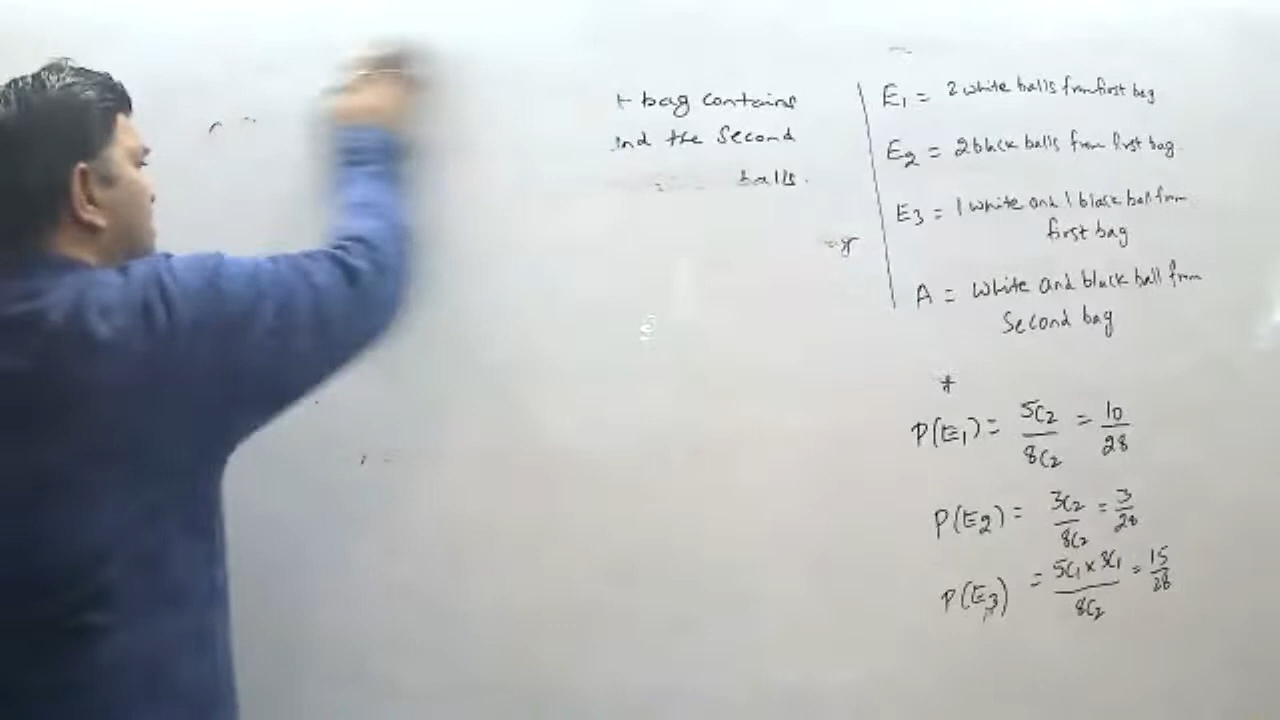 bag contains
and the second
balls.
E1 = 2 white balls from first bag
E2 = 2 black balls from first bag.
E3 = 1 white and 1 black ball from
first bag
A = white and black ball from
Second bag
*
P(E1) = 5C2/8C2 = 10/28
P(E2) = 3C2/8C2 = 3/28
P(E3) = 5C1 x 3C1/8C2 = 15/28